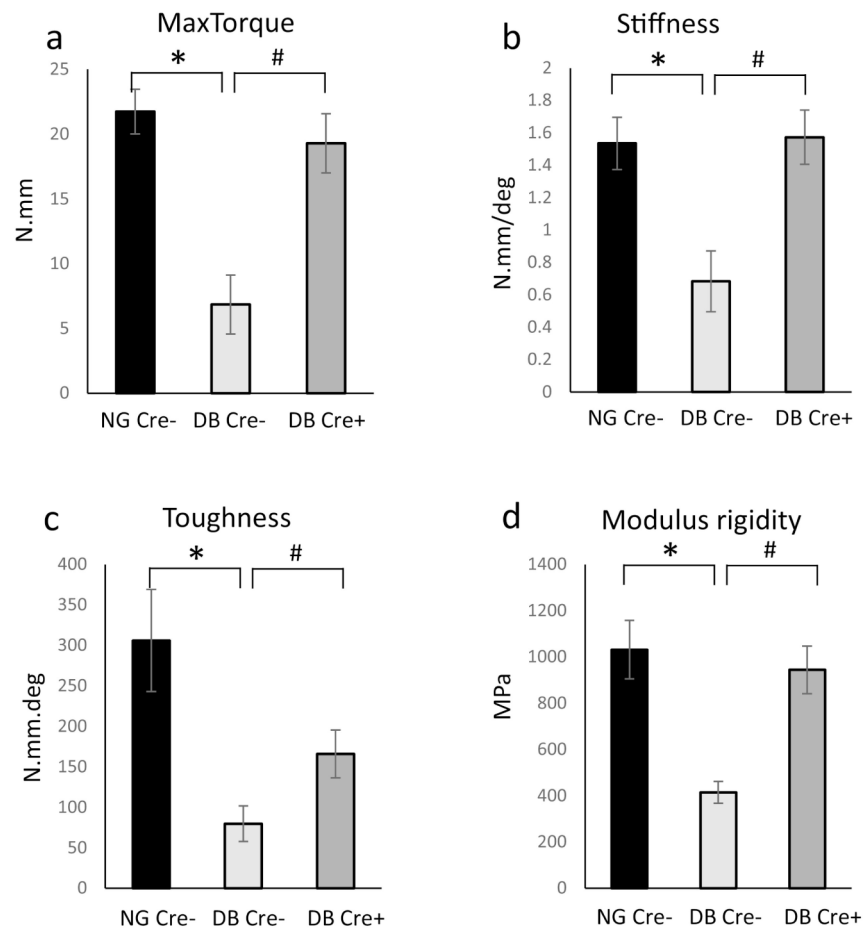 a
MaxTorque
* #
25
20
15
10
5
0
N.mm
NG Cre- DB Cre- DB Cre+
b
Stiffness
* #
2
1.8
1.6
1.4
1.2
1
0.8
0.6
0.4
0.2
0
N.mm/deg
NG Cre- DB Cre- DB Cre+
c
Toughness
* #
400
350
300
250
200
150
100
50
0
N.mm.deg
NG Cre- DB Cre- DB Cre+
d
Modulus rigidity
* #
1400
1200
1000
800
600
400
200
0
MPa
NG Cre- DB Cre- DB Cre+